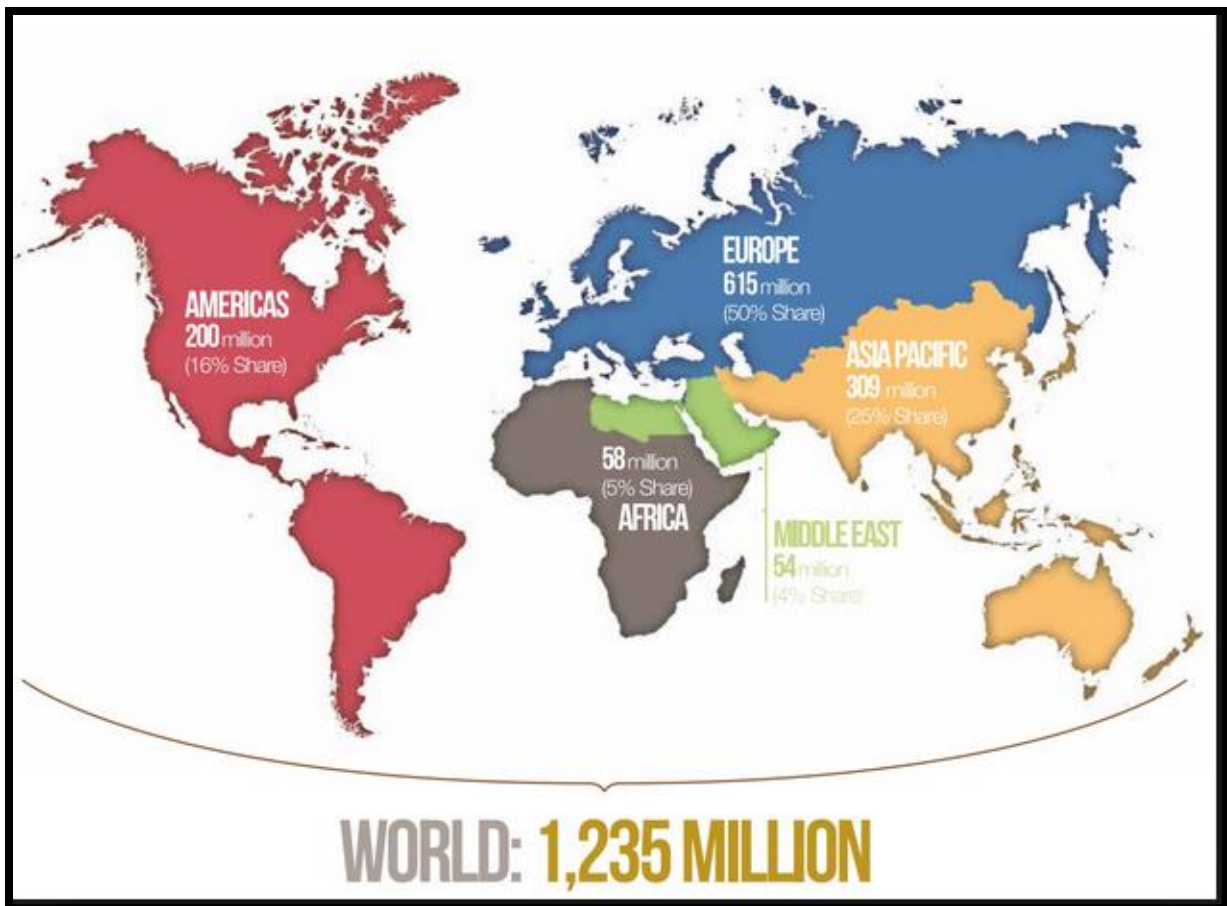 AMERICAS
200 million
(16% Share)
EUROPE
615 million
(50% Share)
ASIA PACIFIC
309 million
(25% Share)
58 million
(5% Share)
AFRICA
MIDDLE EAST
54 million
(4% Share)
WORLD: 1,235 MILLION